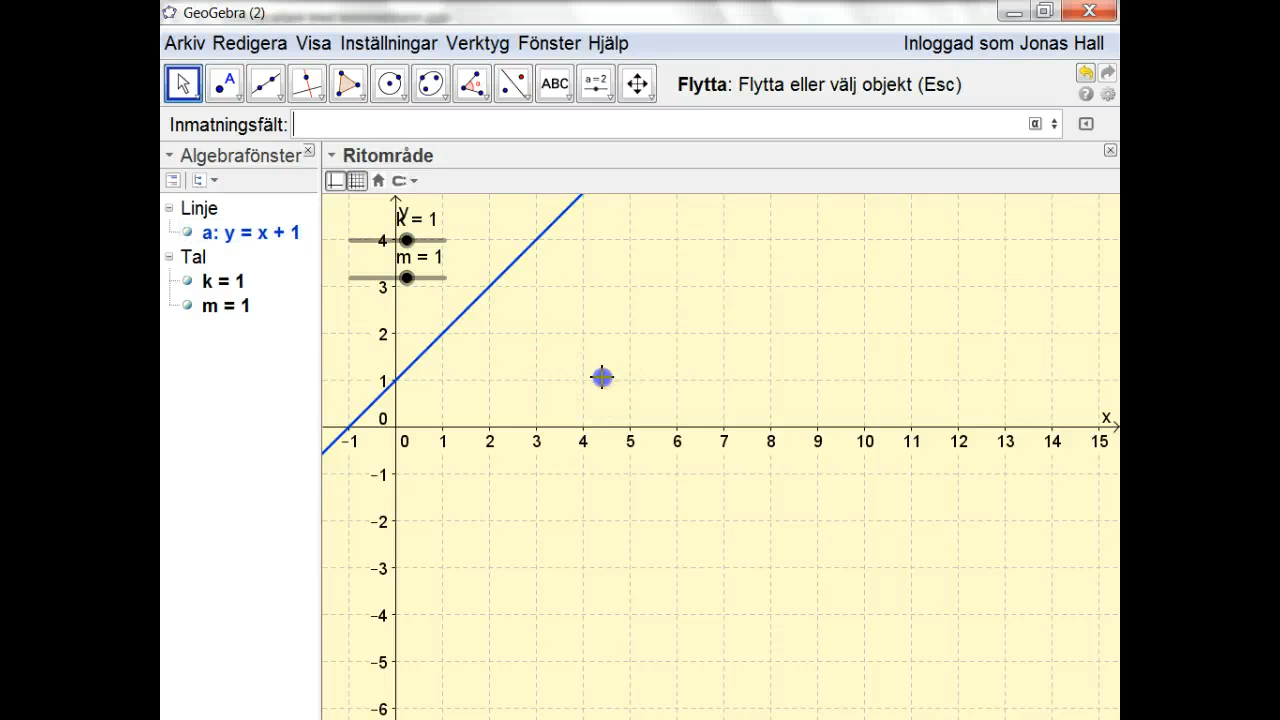 GeoGebra (2)
Arkiv Redigera Visa Inställningar Verktyg Fönster Hjälp Inloggad som Jonas Hall
A ABC a=2 Flytta: Flytta eller välj objekt (Esc)
Inmatningsfält: α
Algebrafönster Ritområde
Linje
a: y = x + 1
Tal
k = 1
m = 1
y
k = 1
m = 1
4
3
2
1
0
x
−1 0 1 2 3 4 5 6 7 8 9 10 11 12 13 14 15
−1
−2
−3
−4
−5
−6